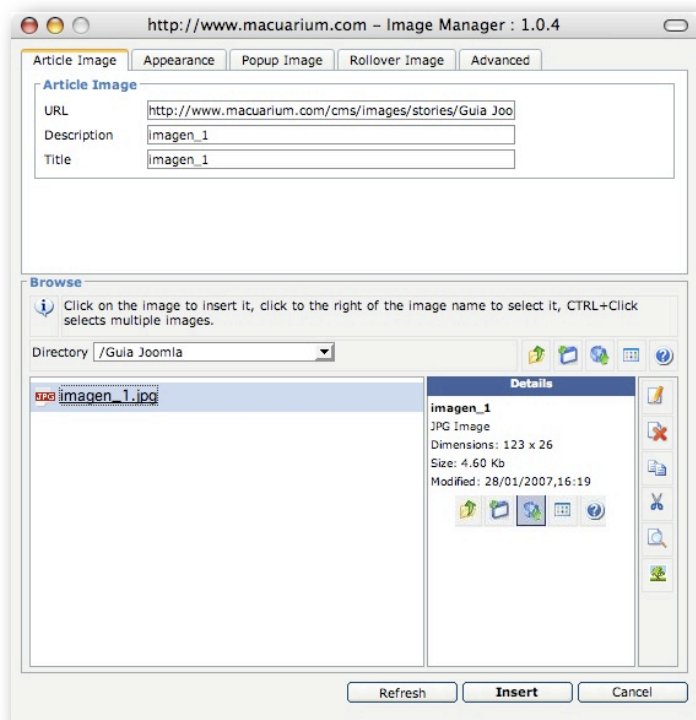 http://www.macuarium.com – Image Manager : 1.0.4
Article Image
Appearance
Popup Image
Rollover Image
Advanced
Article Image
URL
http://www.macuarium.com/cms/images/stories/Guia Joo
Description
imagen_1
Title
imagen_1
Browse
Click on the image to insert it, click to the right of the image name to select it, CTRL+Click
selects multiple images.
Directory
/Guia Joomla
JPG
imagen_1.jpg
Details
imagen_1
JPG Image
Dimensions: 123 x 26
Size: 4.60 Kb
Modified: 28/01/2007,16:19
Refresh
Insert
Cancel